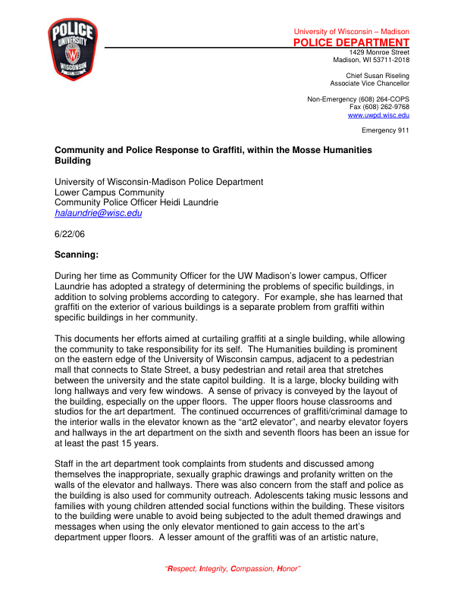 POLICE
UNIVERSITY
WISCONSIN
University of Wisconsin – Madison
POLICE DEPARTMENT
1429 Monroe Street
Madison, WI 53711-2018
Chief Susan Riseling
Associate Vice Chancellor
Non-Emergency (608) 264-COPS
Fax (608) 262-9768
www.uwpd.wisc.edu
Emergency 911
Community and Police Response to Graffiti, within the Mosse Humanities
Building
University of Wisconsin-Madison Police Department
Lower Campus Community
Community Police Officer Heidi Laundrie
halaundrie@wisc.edu
6/22/06
Scanning:
During her time as Community Officer for the UW Madison's lower campus, Officer
Laundrie has adopted a strategy of determining the problems of specific buildings, in
addition to solving problems according to category. For example, she has learned that
graffiti on the exterior of various buildings is a separate problem from graffiti within
specific buildings in her community.
This documents her efforts aimed at curtailing graffiti at a single building, while allowing
the community to take responsibility for its self. The Humanities building is prominent
on the eastern edge of the University of Wisconsin campus, adjacent to a pedestrian
mall that connects to State Street, a busy pedestrian and retail area that stretches
between the university and the state capitol building. It is a large, blocky building with
long hallways and very few windows. A sense of privacy is conveyed by the layout of
the building, especially on the upper floors. The upper floors house classrooms and
studios for the art department. The continued occurrences of graffiti/criminal damage to
the interior walls in the elevator known as the “art2 elevator”, and nearby elevator foyers
and hallways in the art department on the sixth and seventh floors has been an issue for
at least the past 15 years.
Staff in the art department took complaints from students and discussed among
themselves the inappropriate, sexually graphic drawings and profanity written on the
walls of the elevator and hallways. There was also concern from the staff and police as
the building is also used for community outreach. Adolescents taking music lessons and
families with young children attended social functions within the building. These visitors
to the building were unable to avoid being subjected to the adult themed drawings and
messages when using the only elevator mentioned to gain access to the art's
department upper floors. A lesser amount of the graffiti was of an artistic nature,
“Respect, Integrity, Compassion, Honor”